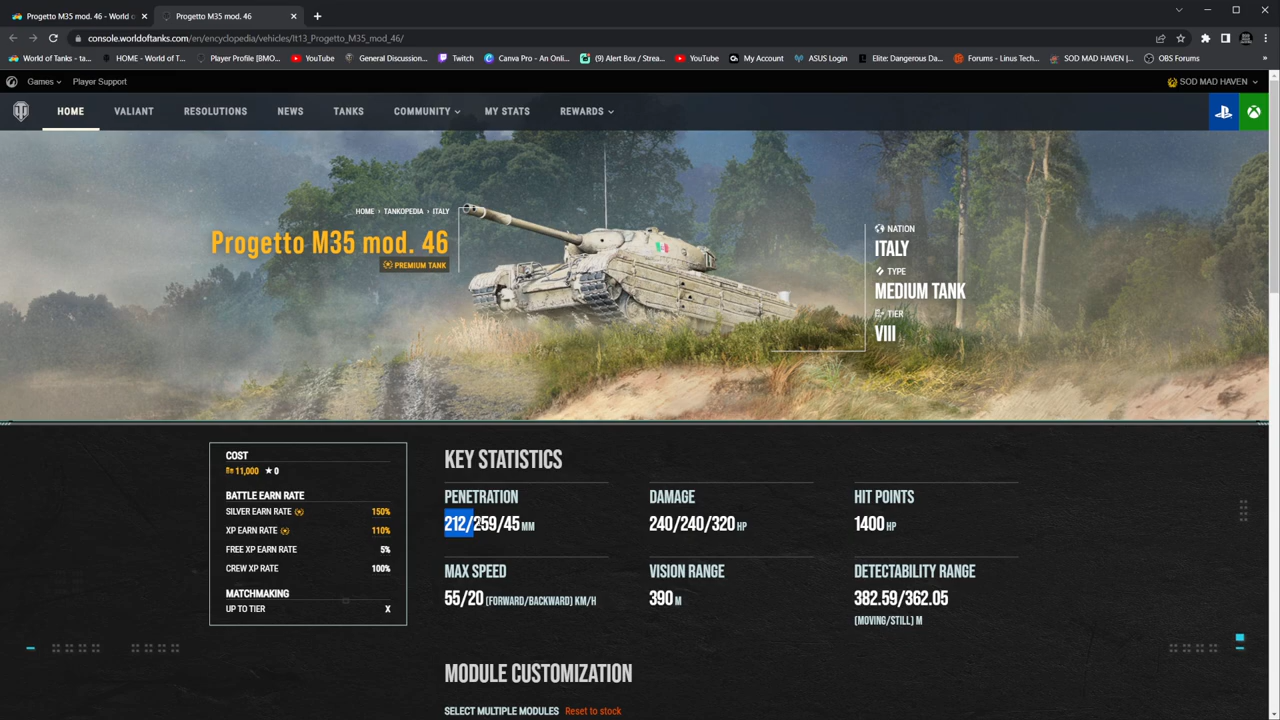 Progetto M35 mod. 46 - World o
Progetto M35 mod. 46
console.worldoftanks.com/en/encyclopedia/vehicles/It13_Progetto_M35_mod_46/
World of Tanks - ta...
HOME - World of T...
Player Profile [BMO...
YouTube
General Discussion...
Twitch
Canva Pro - An Onli...
(9) Alert Box / Strea...
YouTube
My Account
ASUS Login
Elite: Dangerous Da...
Forums - Linus Tech...
SOD MAD HAVEN |...
OBS Forums
Games
Player Support
SOD MAD HAVEN
HOME
VALIANT
RESOLUTIONS
NEWS
TANKS
COMMUNITY
MY STATS
REWARDS
HOME › TANKOPEDIA › ITALY
Progetto M35 mod. 46
PREMIUM TANK
NATION
ITALY
TYPE
MEDIUM TANK
TIER
VIII
COST
11,000 ★ 0
BATTLE EARN RATE
SILVER EARN RATE 150%
XP EARN RATE 110%
FREE XP EARN RATE 5%
CREW XP RATE 100%
MATCHMAKING
UP TO TIER X
KEY STATISTICS
PENETRATION
212/259/45 MM
DAMAGE
240/240/320 HP
HIT POINTS
1400 HP
MAX SPEED
55/20 (FORWARD/BACKWARD) KM/H
VISION RANGE
390 M
DETECTABILITY RANGE
382.59/362.05
(MOVING/STILL) M
MODULE CUSTOMIZATION
SELECT MULTIPLE MODULES Reset to stock